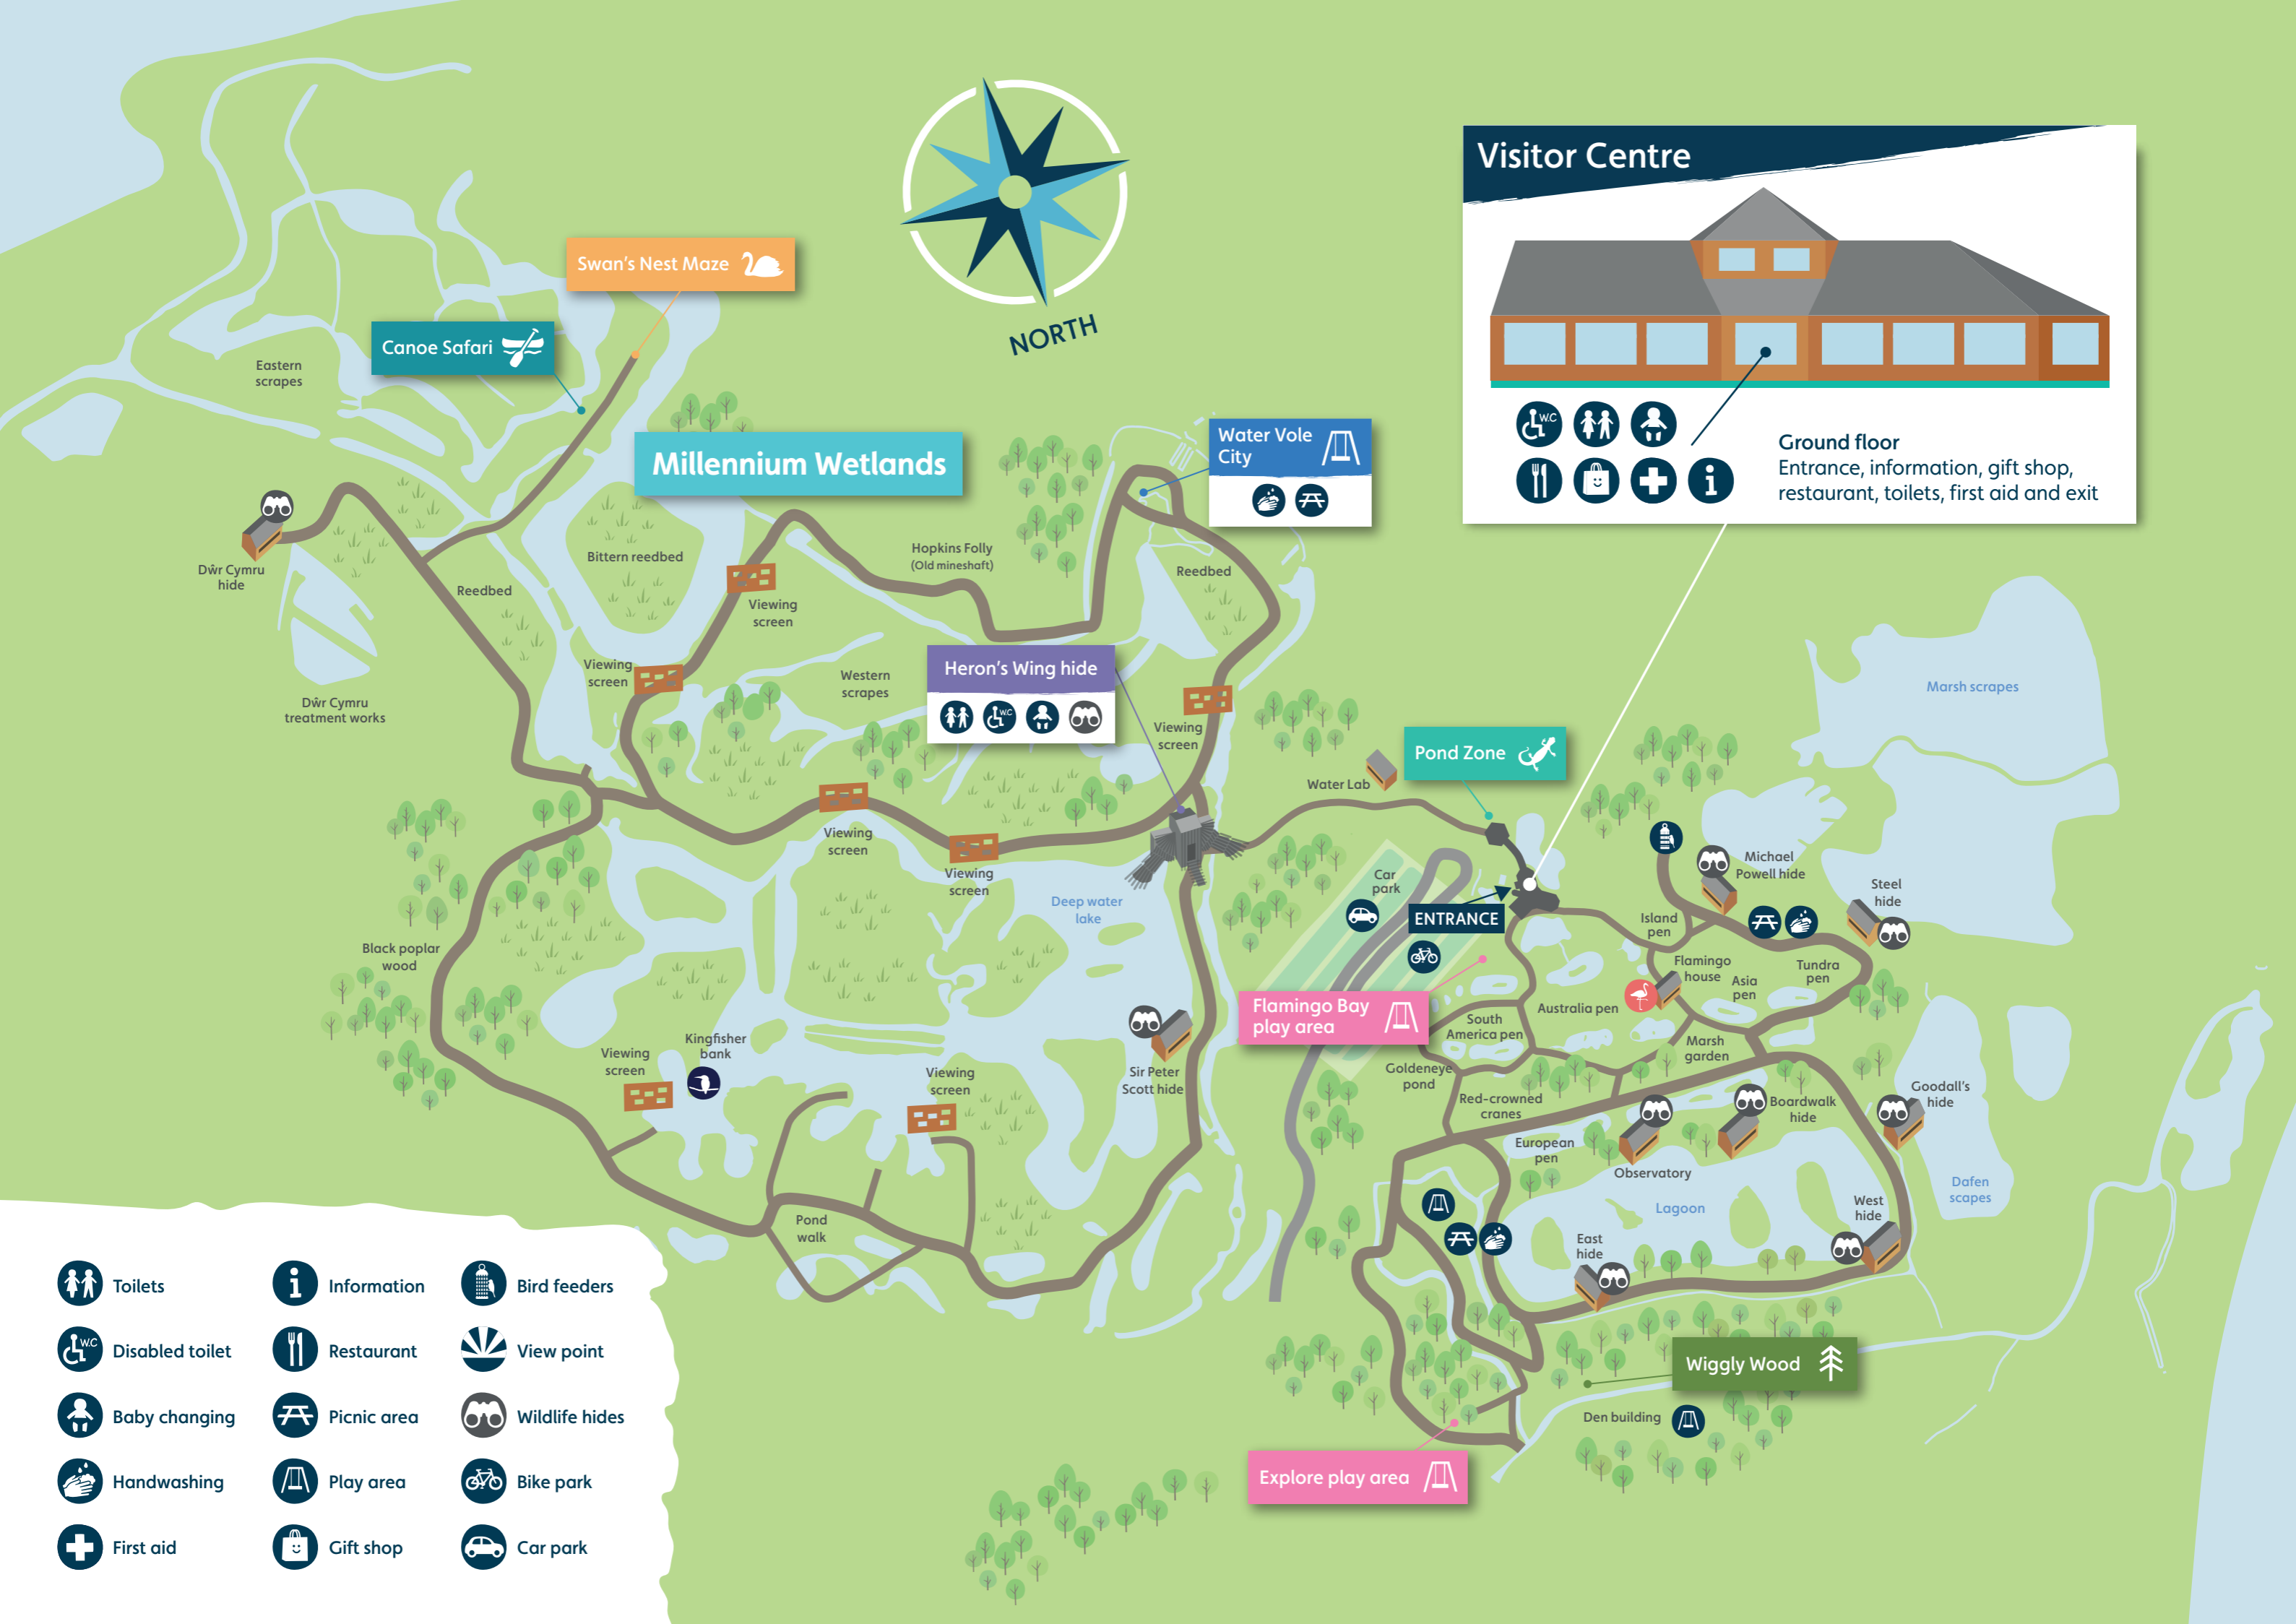 NORTH
Visitor Centre
W.C
Ground floor
Entrance, information, gift shop,
restaurant, toilets, first aid and exit
Swan's Nest Maze
Canoe Safari
Eastern
scrapes
Millennium Wetlands
Water Vole
City
Dŵr Cymru
hide
Reedbed
Bittern reedbed
Viewing
screen
Hopkins Folly
(Old mineshaft)
Reedbed
Viewing
screen
Western
scrapes
Heron's Wing hide
W.C
Viewing
screen
Dŵr Cymru
treatment works
Marsh scrapes
Pond Zone
Water Lab
Viewing
screen
Viewing
screen
Deep water
lake
Car
park
ENTRANCE
Michael
Powell hide
Steel
hide
Island
pen
Flamingo
house
Asia
pen
Tundra
pen
Black poplar
wood
Flamingo Bay
play area
South
America pen
Australia pen
Marsh
garden
Goldeneye
pond
Red-crowned
cranes
Kingfisher
bank
Viewing
screen
Viewing
screen
Sir Peter
Scott hide
Boardwalk
hide
Goodall's
hide
European
pen
Observatory
Lagoon
Dafen
scapes
West
hide
East
hide
Pond
walk
Wiggly Wood
Den building
Explore play area
Toilets
Information
Bird feeders
W.C
Disabled toilet
Restaurant
View point
Baby changing
Picnic area
Wildlife hides
Handwashing
Play area
Bike park
First aid
Gift shop
Car park